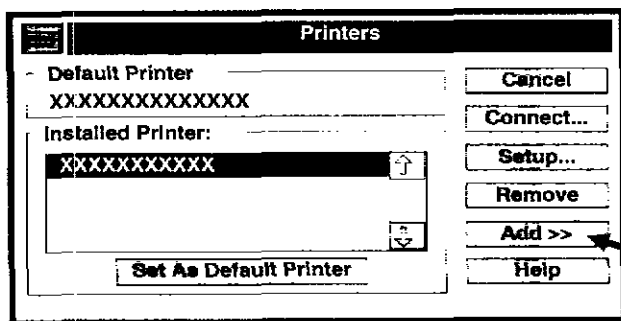 Printers
Default Printer
XXXXXXXXXXXXXX
Installed Printer:
XXXXXXXXXXX
Set As Default Printer
Cancel
Connect...
Setup...
Remove
Add >>
Help